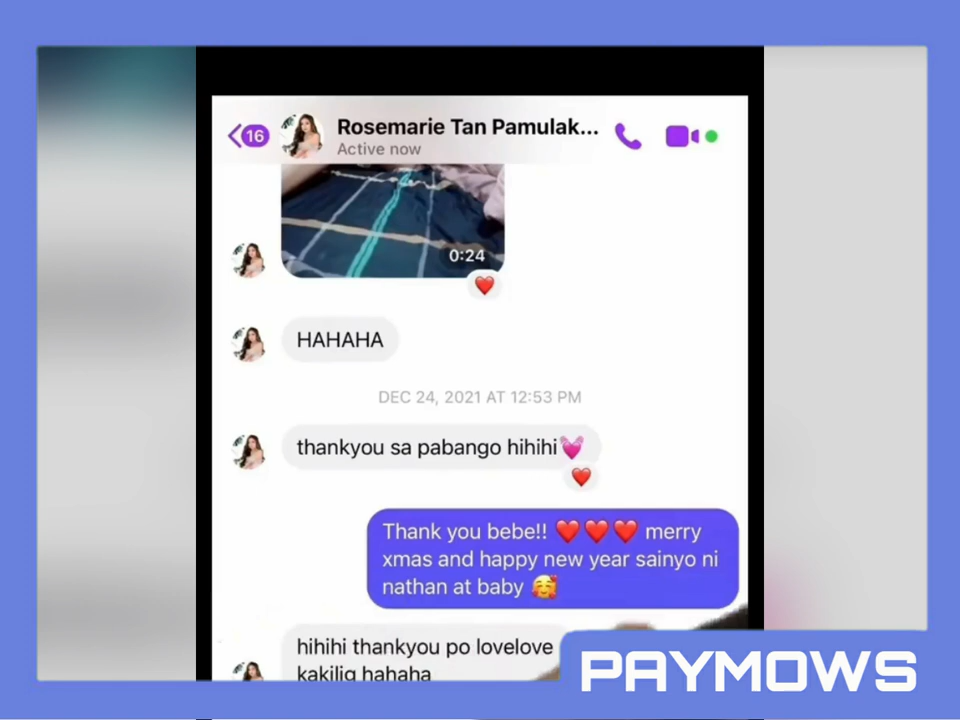 16
Rosemarie Tan Pamulak...
Active now
0:24
HAHAHA
DEC 24, 2021 AT 12:53 PM
thankyou sa pabango hihihi💓
Thank you bebe!! ❤️❤️❤️ merry
xmas and happy new year sainyo ni
nathan at baby 🥰
hihihi thankyou po lovelove
kakilig hahaha
PAYMOWS